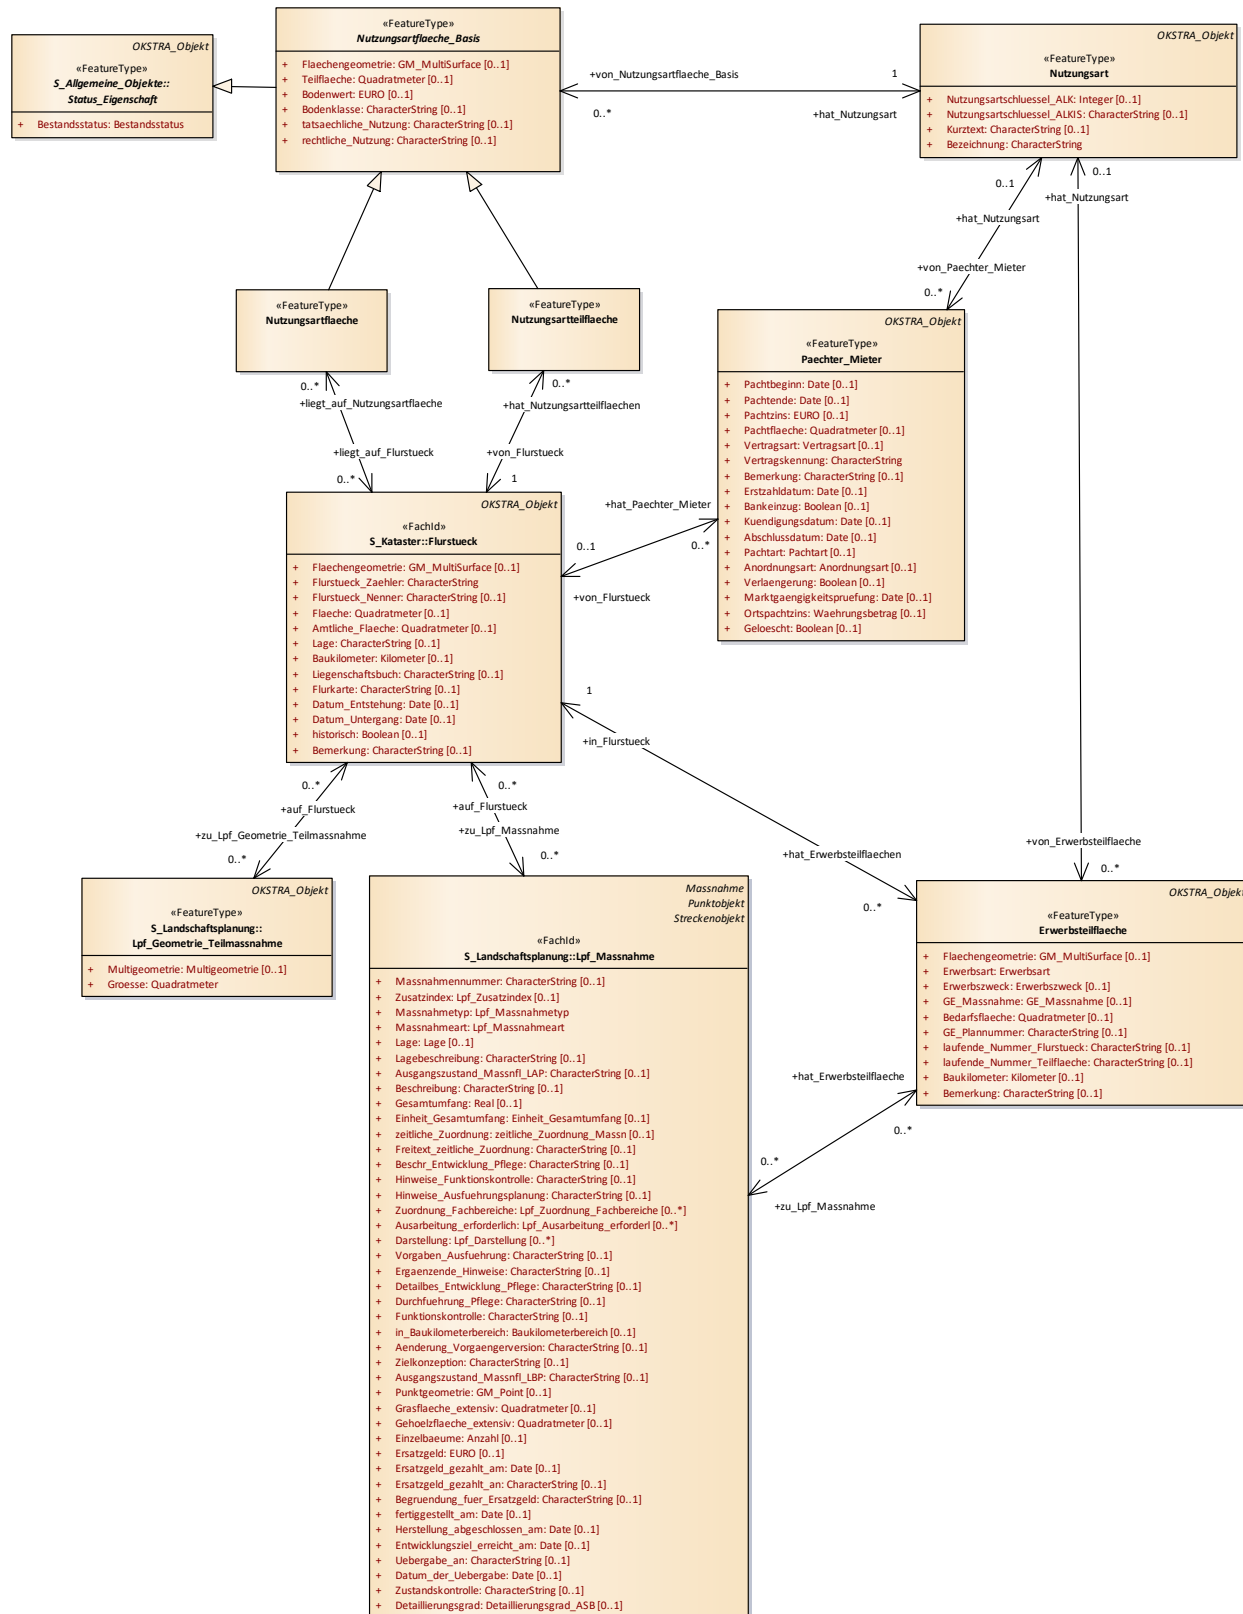 OKSTRA_Objekt
«FeatureType»
S_Allgemeine_Objekte::
Status_Eigenschaft
+ Bestandsstatus: Bestandsstatus
«FeatureType»
Nutzungsartflaeche_Basis
+ Flaechengeometrie: GM_MultiSurface [0..1]
+ Teilflaeche: Quadratmeter [0..1]
+ Bodenwert: EURO [0..1]
+ Bodenklasse: CharacterString [0..1]
+ tatsaechliche_Nutzung: CharacterString [0..1]
+ rechtliche_Nutzung: CharacterString [0..1]
+von_Nutzungsartflaeche_Basis
0..*
1
+hat_Nutzungsart
OKSTRA_Objekt
«FeatureType»
Nutzungsart
+ Nutzungsartschluessel_ALK: Integer [0..1]
+ Nutzungsartschluessel_ALKIS: CharacterString [0..1]
+ Kurztext: CharacterString [0..1]
+ Bezeichnung: CharacterString
0..1
+hat_Nutzungsart
0..1
+hat_Nutzungsart
+von_Paechter_Mieter
0..*
«FeatureType»
Nutzungsartflaeche
«FeatureType»
Nutzungsartteilflaeche
0..*
+liegt_auf_Nutzungsartflaeche
0..*
+hat_Nutzungsartteilflaechen
+liegt_auf_Flurstueck
0..*
+von_Flurstueck
1
OKSTRA_Objekt
«FeatureType»
Paechter_Mieter
+ Pachtbeginn: Date [0..1]
+ Pachtende: Date [0..1]
+ Pachtzins: EURO [0..1]
+ Pachtflaeche: Quadratmeter [0..1]
+ Vertragsart: Vertragsart [0..1]
+ Vertragskennung: CharacterString
+ Bemerkung: CharacterString [0..1]
+ Erstzahldatum: Date [0..1]
+ Bankeinzug: Boolean [0..1]
+ Kuendigungsdatum: Date [0..1]
+ Abschlussdatum: Date [0..1]
+ Pachtart: Pachtart [0..1]
+ Anordnungsart: Anordnungsart [0..1]
+ Verlaengerung: Boolean [0..1]
+ Marktgaengigkeitspruefung: Date [0..1]
+ Ortspachtzins: Waehrungsbetrag [0..1]
+ Geloescht: Boolean [0..1]
OKSTRA_Objekt
«FachId»
S_Kataster::Flurstueck
+ Flaechengeometrie: GM_MultiSurface [0..1]
+ Flurstueck_Zaehler: CharacterString
+ Flurstueck_Nenner: CharacterString [0..1]
+ Flaeche: Quadratmeter [0..1]
+ Amtliche_Flaeche: Quadratmeter [0..1]
+ Lage: CharacterString [0..1]
+ Baukilometer: Kilometer [0..1]
+ Liegenschaftsbuch: CharacterString [0..1]
+ Flurkarte: CharacterString [0..1]
+ Datum_Entstehung: Date [0..1]
+ Datum_Untergang: Date [0..1]
+ historisch: Boolean [0..1]
+ Bemerkung: CharacterString [0..1]
+hat_Paechter_Mieter
0..*
0..1
+von_Flurstueck
1
+in_Flurstueck
+hat_Erwerbsteilflaechen
0..*
+von_Erwerbsteilflaeche
0..*
0..*
+auf_Flurstueck
+zu_Lpf_Geometrie_Teilmassnahme
0..*
0..*
+auf_Flurstueck
+zu_Lpf_Massnahme
0..*
OKSTRA_Objekt
«FeatureType»
S_Landschaftsplanung::
Lpf_Geometrie_Teilmassnahme
+ Multigeometrie: Multigeometrie [0..1]
+ Groesse: Quadratmeter
Massnahme
Punktobjekt
Streckenobjekt
«FachId»
S_Landschaftsplanung::Lpf_Massnahme
+ Massnahmennummer: CharacterString [0..1]
+ Zusatzindex: Lpf_Zusatzindex [0..1]
+ Massnahmetyp: Lpf_Massnahmetyp
+ Massnahmeart: Lpf_Massnahmeart
+ Lage: Lage [0..1]
+ Lagebeschreibung: CharacterString [0..1]
+ Ausgangszustand_Massnfl_LAP: CharacterString [0..1]
+ Beschreibung: CharacterString [0..1]
+ Gesamtumfang: Real [0..1]
+ Einheit_Gesamtumfang: Einheit_Gesamtumfang [0..1]
+ zeitliche_Zuordnung: zeitliche_Zuordnung_Massn [0..1]
+ Freitext_zeitliche_Zuordnung: CharacterString [0..1]
+ Beschr_Entwicklung_Pflege: CharacterString [0..1]
+ Hinweise_Funktionskontrolle: CharacterString [0..1]
+ Hinweise_Ausfuehrungsplanung: CharacterString [0..1]
+ Zuordnung_Fachbereiche: Lpf_Zuordnung_Fachbereiche [0..*]
+ Ausarbeitung_erforderlich: Lpf_Ausarbeitung_erforderl [0..*]
+ Darstellung: Lpf_Darstellung [0..*]
+ Vorgaben_Ausfuehrung: CharacterString [0..1]
+ Ergaenzende_Hinweise: CharacterString [0..1]
+ Detailbes_Entwicklung_Pflege: CharacterString [0..1]
+ Durchfuehrung_Pflege: CharacterString [0..1]
+ Funktionskontrolle: CharacterString [0..1]
+ in_Baukilometerbereich: Baukilometerbereich [0..1]
+ Aenderung_Vorgaengerversion: CharacterString [0..1]
+ Zielkonzeption: CharacterString [0..1]
+ Ausgangszustand_Massnfl_LBP: CharacterString [0..1]
+ Punktgeometrie: GM_Point [0..1]
+ Grasflaeche_extensiv: Quadratmeter [0..1]
+ Gehoelzflaeche_extensiv: Quadratmeter [0..1]
+ Einzelbaeume: Anzahl [0..1]
+ Ersatzgeld: EURO [0..1]
+ Ersatzgeld_gezahlt_am: Date [0..1]
+ Ersatzgeld_gezahlt_an: CharacterString [0..1]
+ Begruendung_fuer_Ersatzgeld: CharacterString [0..1]
+ fertiggestellt_am: Date [0..1]
+ Herstellung_abgeschlossen_am: Date [0..1]
+ Entwicklungsziel_erreicht_am: Date [0..1]
+ Uebergabe_an: CharacterString [0..1]
+ Datum_der_Uebergabe: Date [0..1]
+ Zustandskontrolle: CharacterString [0..1]
+ Detaillierungsgrad: Detaillierungsgrad_ASB [0..1]
OKSTRA_Objekt
«FeatureType»
Erwerbsteilflaeche
+ Flaechengeometrie: GM_MultiSurface [0..1]
+ Erwerbsart: Erwerbsart
+ Erwerbszweck: Erwerbszweck [0..1]
+ GE_Massnahme: GE_Massnahme [0..1]
+ Bedarfsflaeche: Quadratmeter [0..1]
+ GE_Plannummer: CharacterString [0..1]
+ laufende_Nummer_Flurstueck: CharacterString [0..1]
+ laufende_Nummer_Teilflaeche: CharacterString [0..1]
+ Baukilometer: Kilometer [0..1]
+ Bemerkung: CharacterString [0..1]
+hat_Erwerbsteilflaeche
0..*
0..*
+zu_Lpf_Massnahme